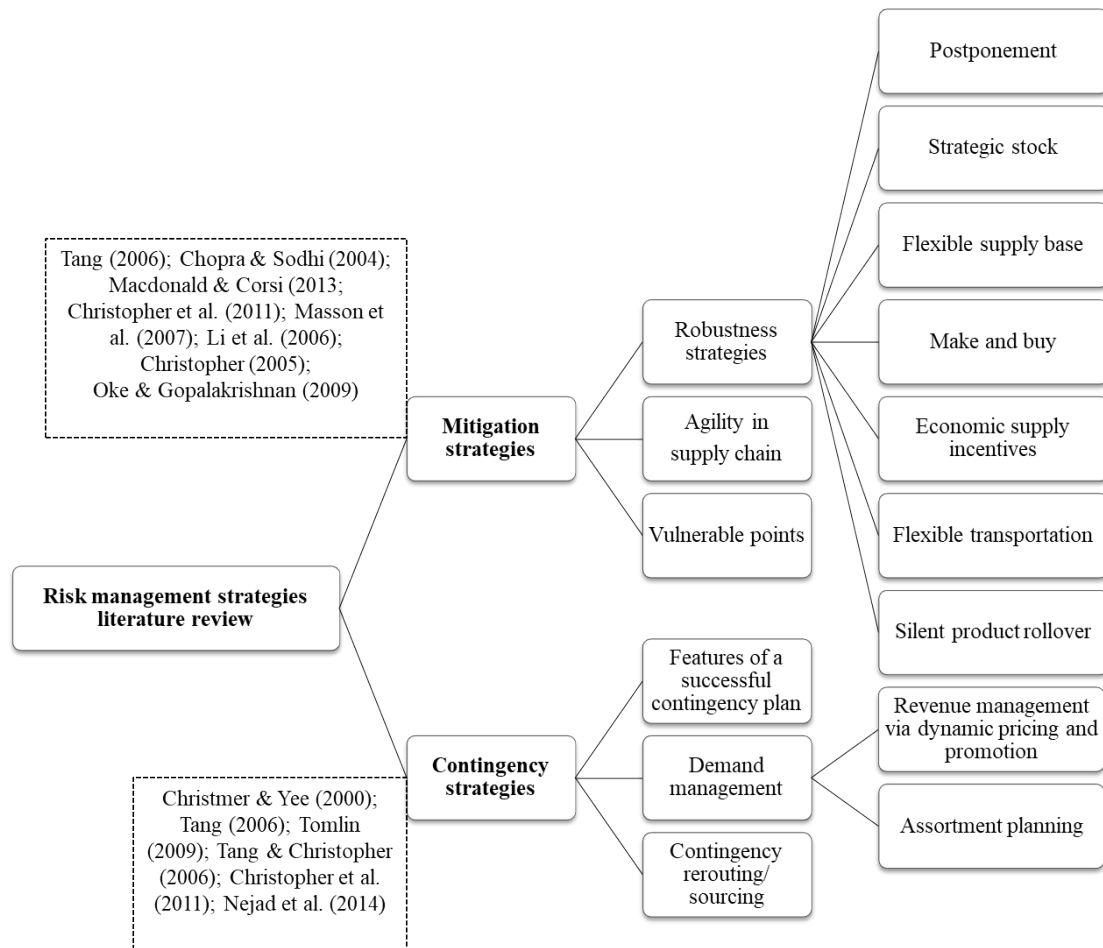 Postponement
Strategic stock
Flexible supply base
Make and buy
Economic supply
incentives
Flexible transportation
Silent product rollover
Tang (2006); Chopra & Sodhi (2004);
Macdonald & Corsi (2013;
Christopher et al. (2011); Masson
et al. (2007); Li et al. (2006);
Christopher (2005);
Oke & Gopalakrishnan (2009)
Robustness
strategies
Mitigation
strategies
Agility in
supply chain
Vulnerable points
Risk management strategies
literature review
Features of a
successful
contingency plan
Revenue management
via dynamic pricing and
promotion
Contingency
strategies
Demand
management
Assortment planning
Christmer & Yee (2000);
Tang (2006); Tomlin
(2009); Tang & Christopher
(2006); Christopher et al.
(2011); Nejad et al. (2014)
Contingency
rerouting/
sourcing